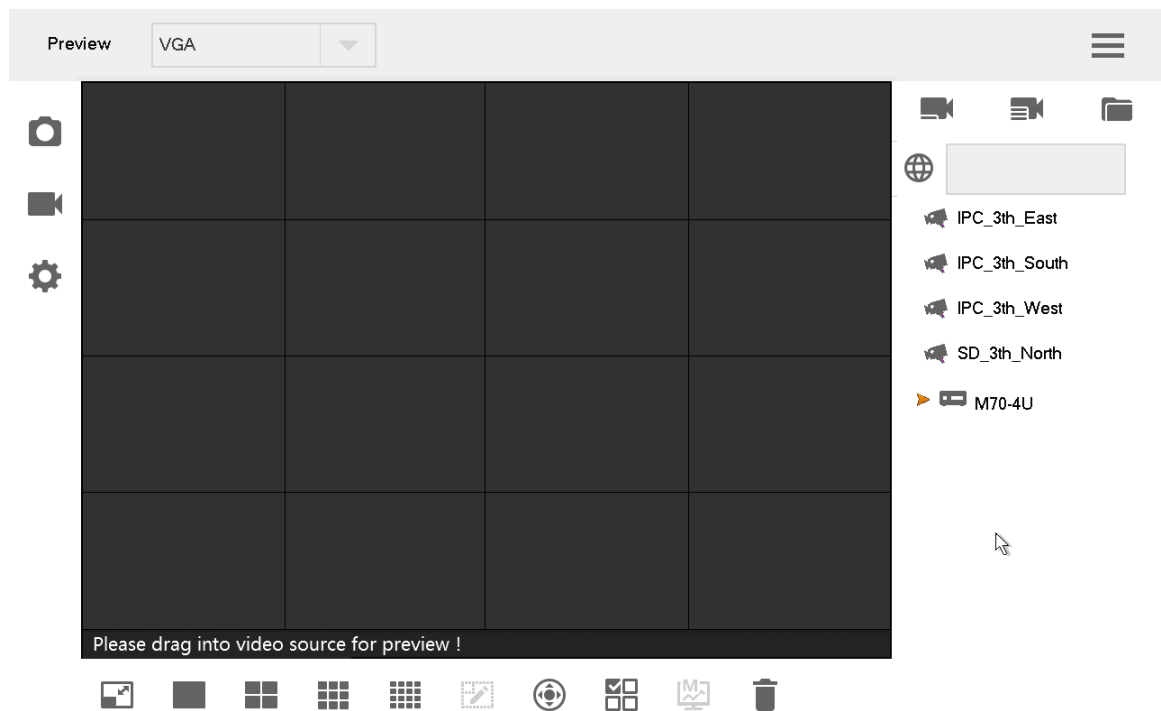 Preview
VGA
IPC_3th_East
IPC_3th_South
IPC_3th_West
SD_3th_North
M70-4U
Please drag into video source for preview !
M